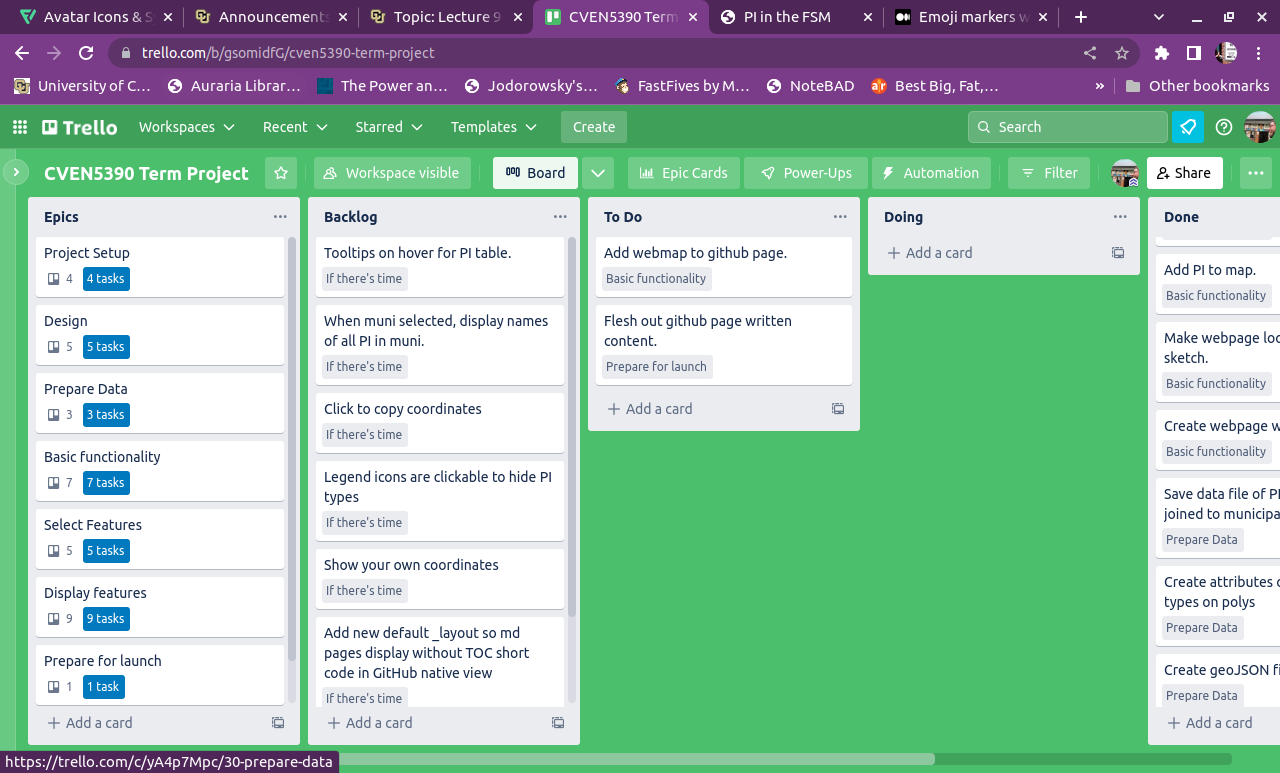 Avatar Icons & S
Announcements
Topic: Lecture 9
CVEN5390 Term
PI in the FSM
Emoji markers w
trello.com/b/gsomidfG/cven5390-term-project
University of C…
Auraria Librar…
The Power an…
Jodorowsky's…
FastFives by M…
NoteBAD
Best Big, Fat,…
»
Other bookmarks
Trello
Workspaces
Recent
Starred
Templates
Create
Search
CVEN5390 Term Project
Workspace visible
Board
Epic Cards
Power-Ups
Automation
Filter
Share
Epics
Project Setup
4 4 tasks
Design
5 5 tasks
Prepare Data
3 3 tasks
Basic functionality
7 7 tasks
Select Features
5 5 tasks
Display features
9 9 tasks
Prepare for launch
1 1 task
+ Add a card
Backlog
Tooltips on hover for PI table.
If there's time
When muni selected, display names
of all PI in muni.
If there's time
Click to copy coordinates
If there's time
Legend icons are clickable to hide PI
types
If there's time
Show your own coordinates
If there's time
Add new default _layout so md
pages display without TOC short
code in GitHub native view
If there's time
+ Add a card
To Do
Add webmap to github page.
Basic functionality
Flesh out github page written
content.
Prepare for launch
+ Add a card
Doing
+ Add a card
Done
Add PI to map.
Basic functionality
Make webpage loo
sketch.
Basic functionality
Create webpage w
Basic functionality
Save data file of PI
joined to municipa
Prepare Data
Create attributes o
types on polys
Prepare Data
Create geoJSON fi
Prepare Data
+ Add a card
https://trello.com/c/yA4p7Mpc/30-prepare-data